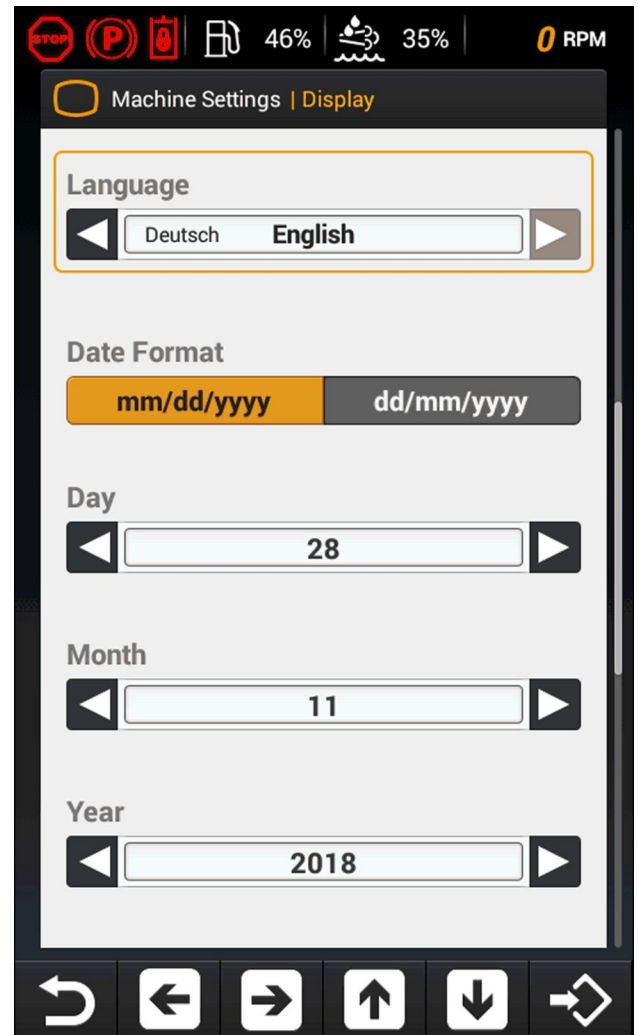 STOP P 46% 35% 0 RPM
Machine Settings | Display
Language
Deutsch English
Date Format
mm/dd/yyyy dd/mm/yyyy
Day
28
Month
11
Year
2018